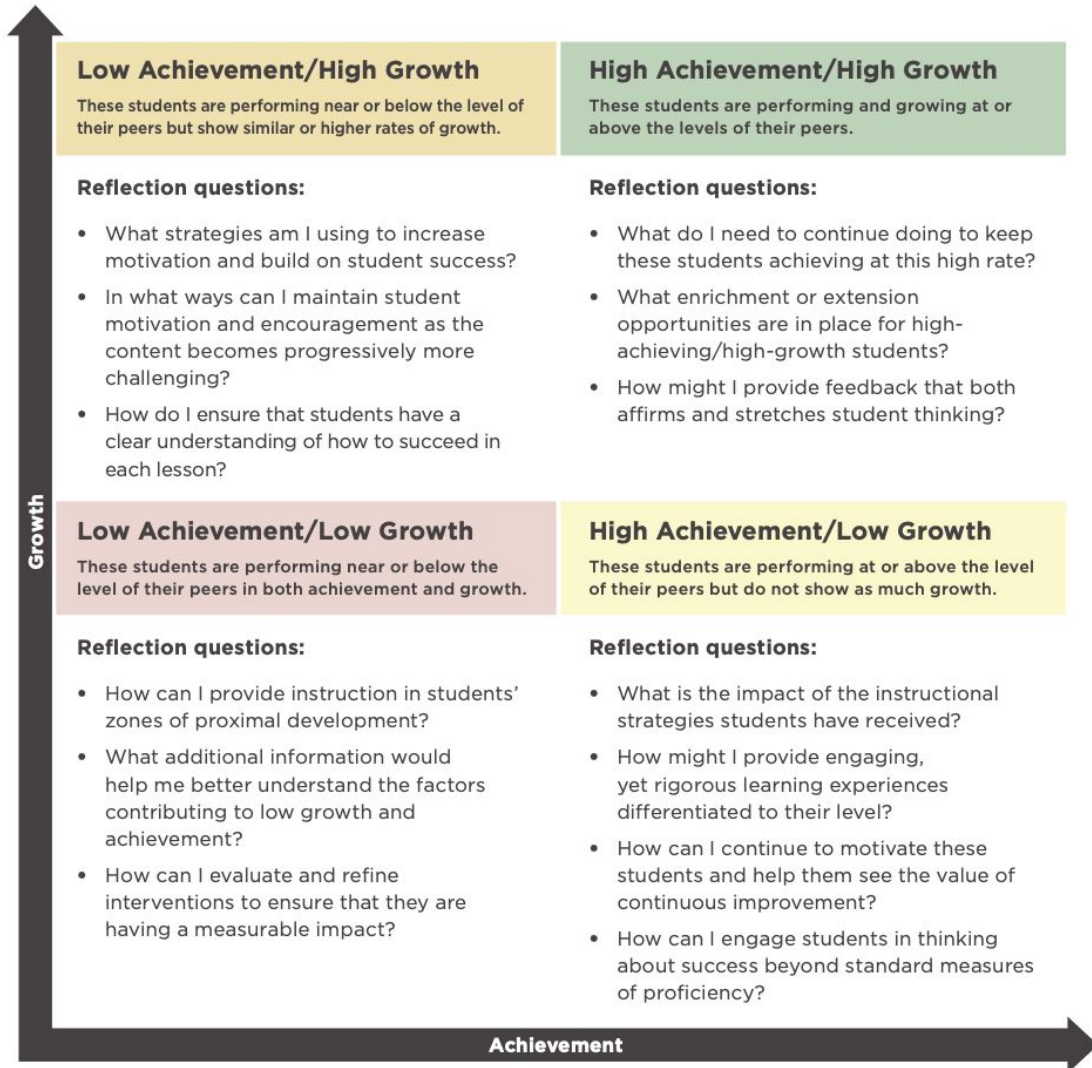 Low Achievement/High Growth
These students are performing near or below the level of
their peers but show similar or higher rates of growth.
Reflection questions:
• What strategies am I using to increase
motivation and build on student success?
• In what ways can I maintain student
motivation and encouragement as the
content becomes progressively more
challenging?
• How do I ensure that students have a
clear understanding of how to succeed in
each lesson?
High Achievement/High Growth
These students are performing and growing at or
above the levels of their peers.
Reflection questions:
• What do I need to continue doing to keep
these students achieving at this high rate?
• What enrichment or extension
opportunities are in place for high-
achieving/high-growth students?
• How might I provide feedback that both
affirms and stretches student thinking?
Growth
Low Achievement/Low Growth
These students are performing near or below the
level of their peers in both achievement and growth.
Reflection questions:
• How can I provide instruction in students’
zones of proximal development?
• What additional information would
help me better understand the factors
contributing to low growth and
achievement?
• How can I evaluate and refine
interventions to ensure that they are
having a measurable impact?
High Achievement/Low Growth
These students are performing at or above the level
of their peers but do not show as much growth.
Reflection questions:
• What is the impact of the instructional
strategies students have received?
• How might I provide engaging,
yet rigorous learning experiences
differentiated to their level?
• How can I continue to motivate these
students and help them see the value of
continuous improvement?
• How can I engage students in thinking
about success beyond standard measures
of proficiency?
Achievement